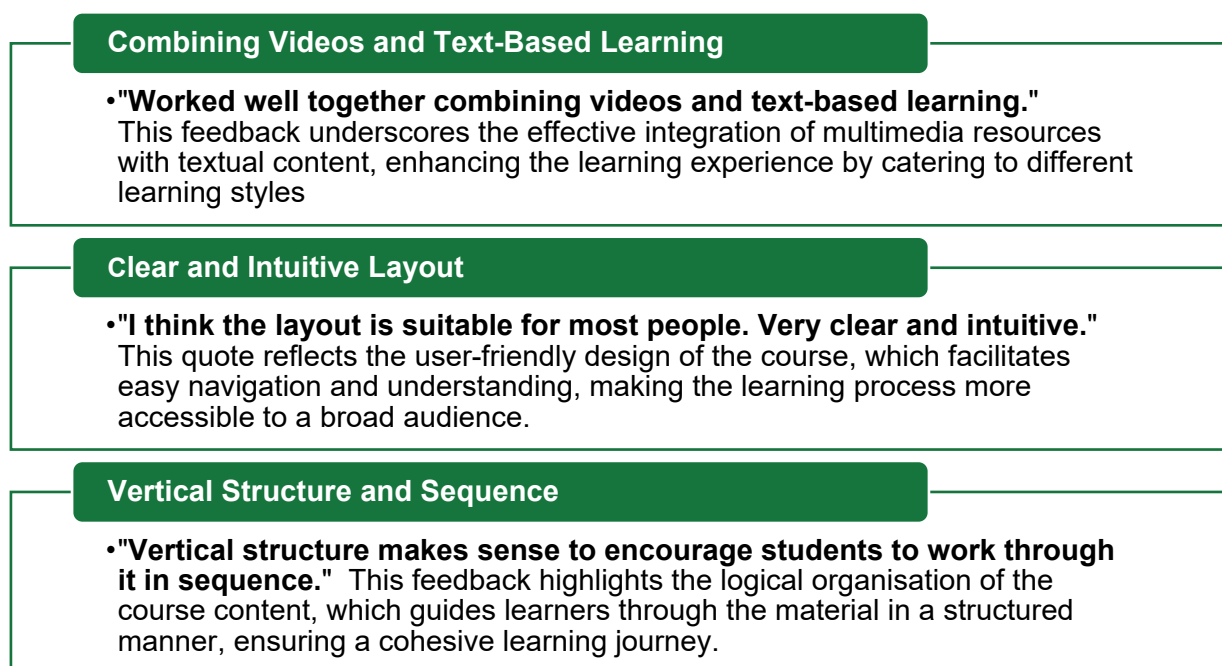 Combining Videos and Text-Based Learning
•"Worked well together combining videos and text-based learning."
This feedback underscores the effective integration of multimedia resources
with textual content, enhancing the learning experience by catering to different
learning styles
Clear and Intuitive Layout
•"I think the layout is suitable for most people. Very clear and intuitive."
This quote reflects the user-friendly design of the course, which facilitates
easy navigation and understanding, making the learning process more
accessible to a broad audience.
Vertical Structure and Sequence
•"Vertical structure makes sense to encourage students to work through
it in sequence." This feedback highlights the logical organisation of the
course content, which guides learners through the material in a structured
manner, ensuring a cohesive learning journey.